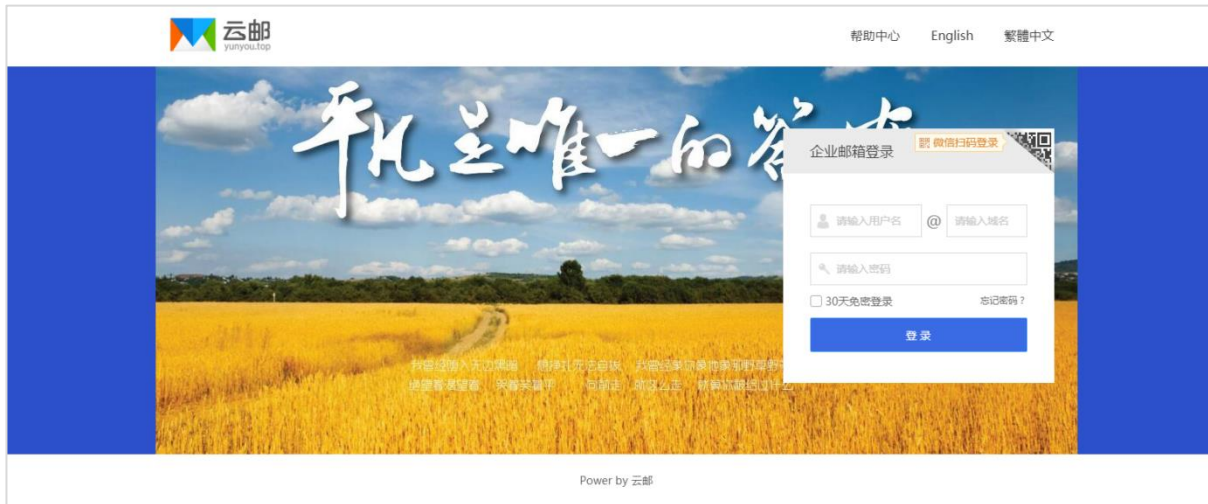 云邮
yunyou.top
帮助中心 English 繁體中文
平凡是唯一的答案
企业邮箱登录
微信扫码登录
请输入用户名 @ 请输入域名
请输入密码
30天免密登录 忘记密码？
登 录
Power by 云邮